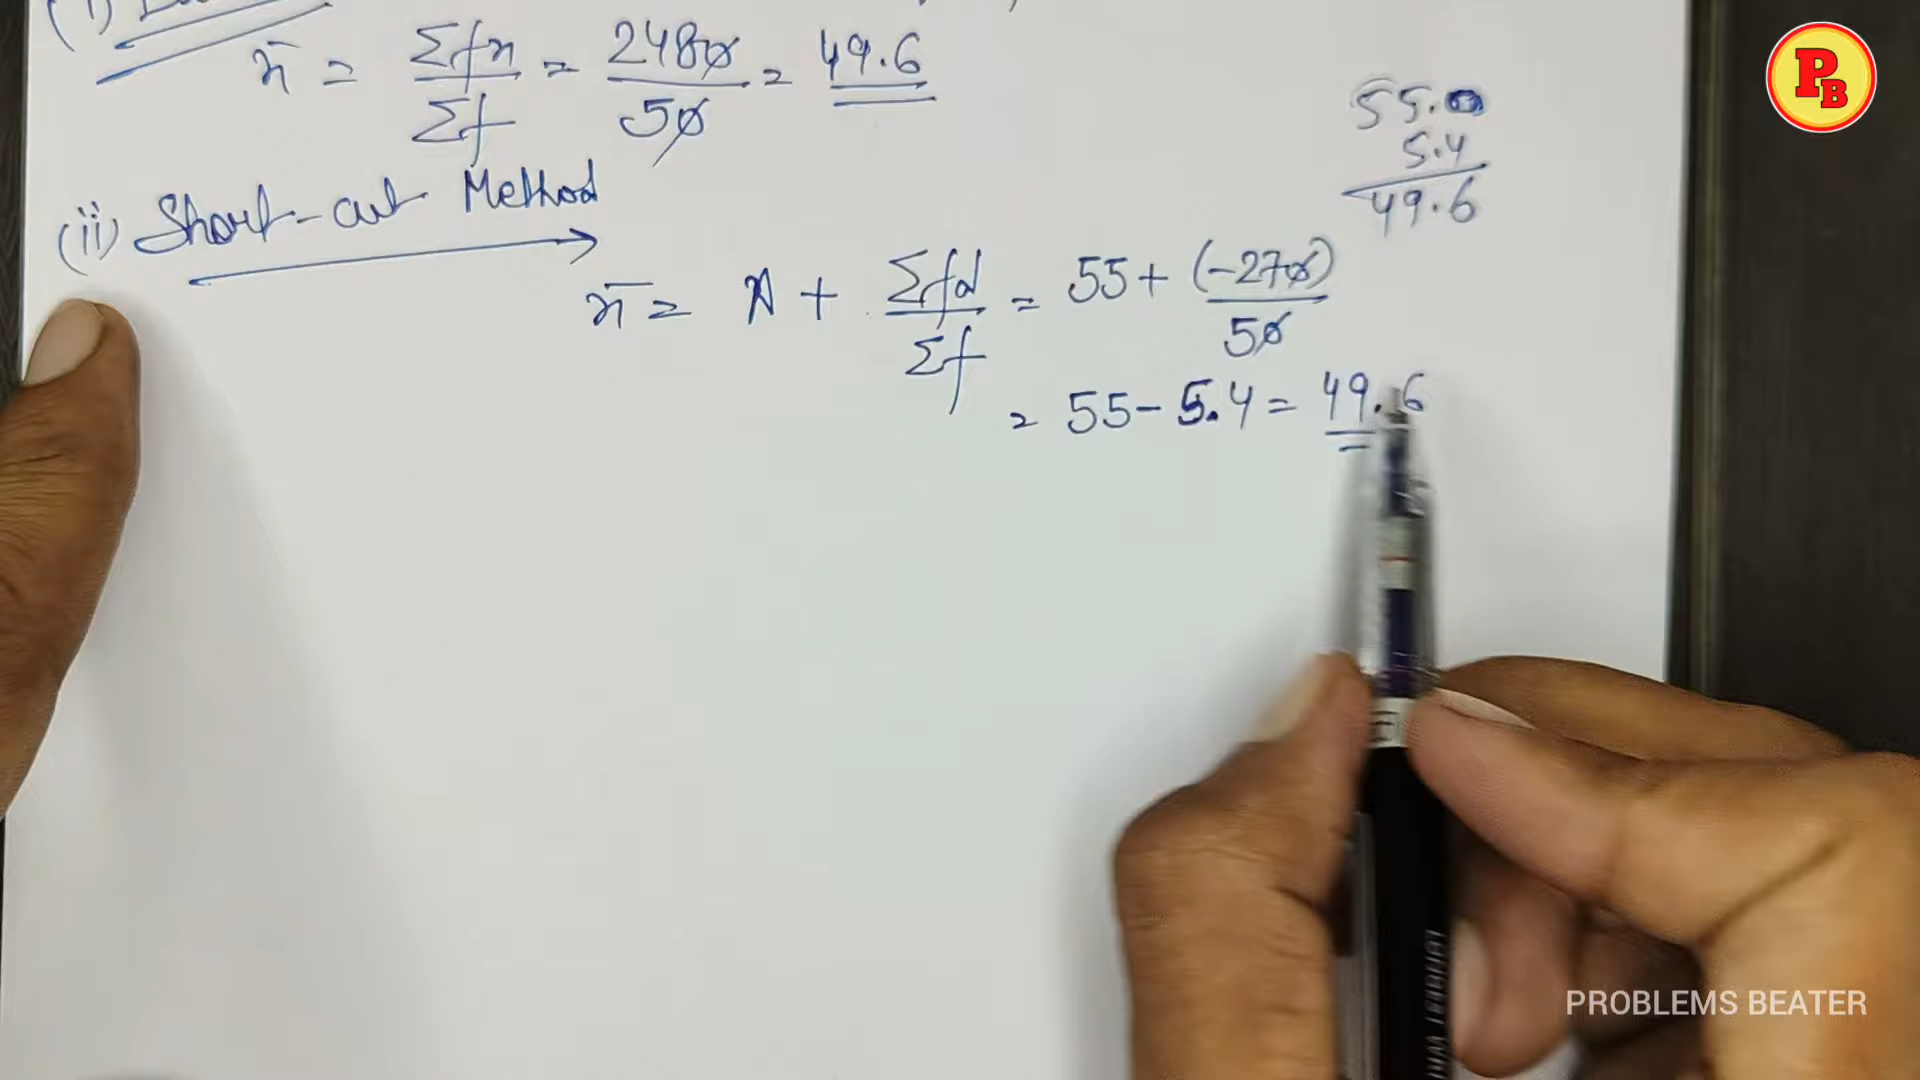 (i)
x̄ = Σfx/Σf = 2480/50 = 49.6
55.0
5.4
49.6
(ii) Short-cut Method
x̄ = A + Σfd/Σf = 55 + (-270)/50
= 55 - 5.4 = 49.6
PB
PROBLEMS BEATER